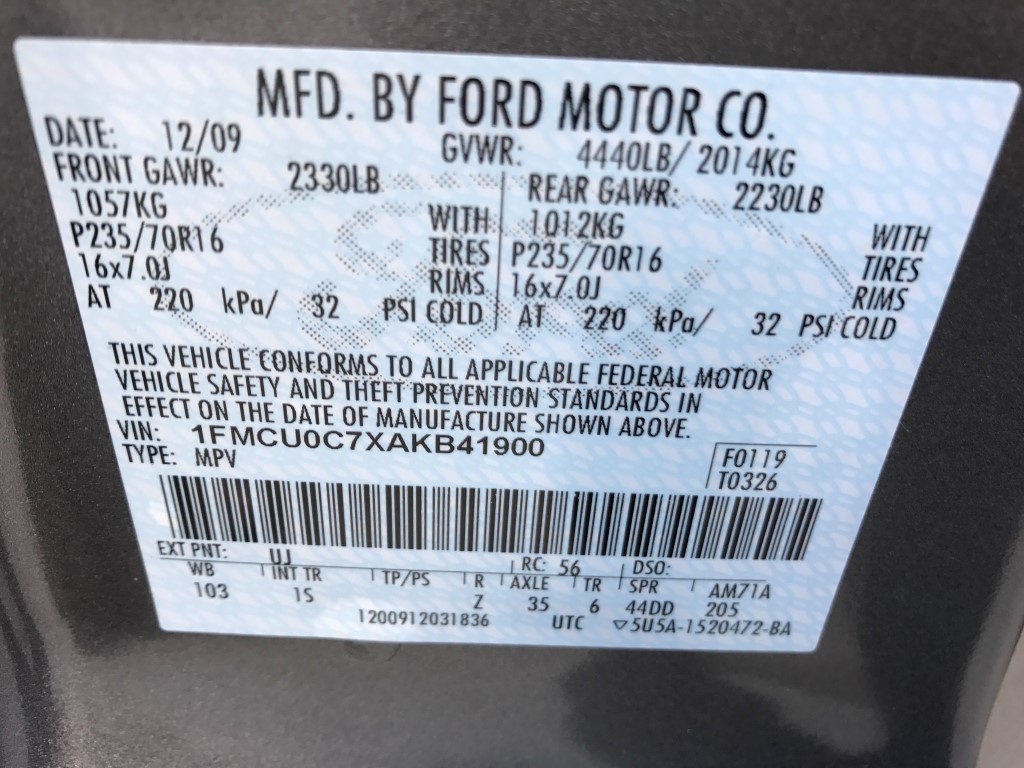 MFD. BY FORD MOTOR CO.
DATE: 12/09 GVWR: 4440LB/ 2014KG
FRONT GAWR: 2330LB REAR GAWR: 2230LB
1057KG WITH 1012KG WITH
P235/70R16 TIRES P235/70R16 TIRES
16x7.0J RIMS 16x7.0J RIMS
AT 220 kPa/ 32 PSI COLD AT 220 kPa/ 32 PSI COLD
THIS VEHICLE CONFORMS TO ALL APPLICABLE FEDERAL MOTOR
VEHICLE SAFETY AND THEFT PREVENTION STANDARDS IN
EFFECT ON THE DATE OF MANUFACTURE SHOWN ABOVE.
VIN: 1FMCU0C7XAKB41900
TYPE: MPV
F0119
T0326
EXT PNT: UJ RC: 56 DSO:
WB INT TR TP/PS R AXLE TR SPR AM71A
103 1S Z 35 6 44DD 205
1200912031836 UTC ▽5U5A-1520472-BA